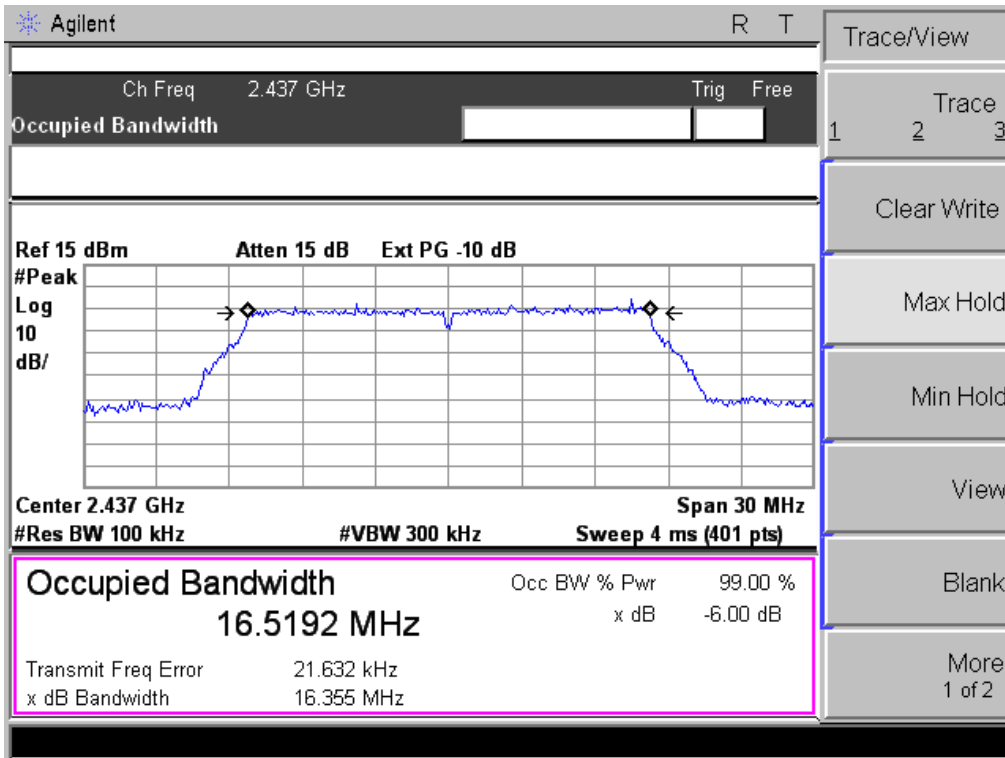 Agilent R T
Ch Freq 2.437 GHz Trig Free
Occupied Bandwidth
Ref 15 dBm Atten 15 dB Ext PG -10 dB
#Peak
Log
10
dB/
Center 2.437 GHz Span 30 MHz
#Res BW 100 kHz #VBW 300 kHz Sweep 4 ms (401 pts)
Occupied Bandwidth Occ BW % Pwr 99.00 %
16.5192 MHz x dB -6.00 dB
Transmit Freq Error 21.632 kHz
x dB Bandwidth 16.355 MHz
Trace/View
Trace
1 2 3
Clear Write
Max Hold
Min Hold
View
Blank
More
1 of 2